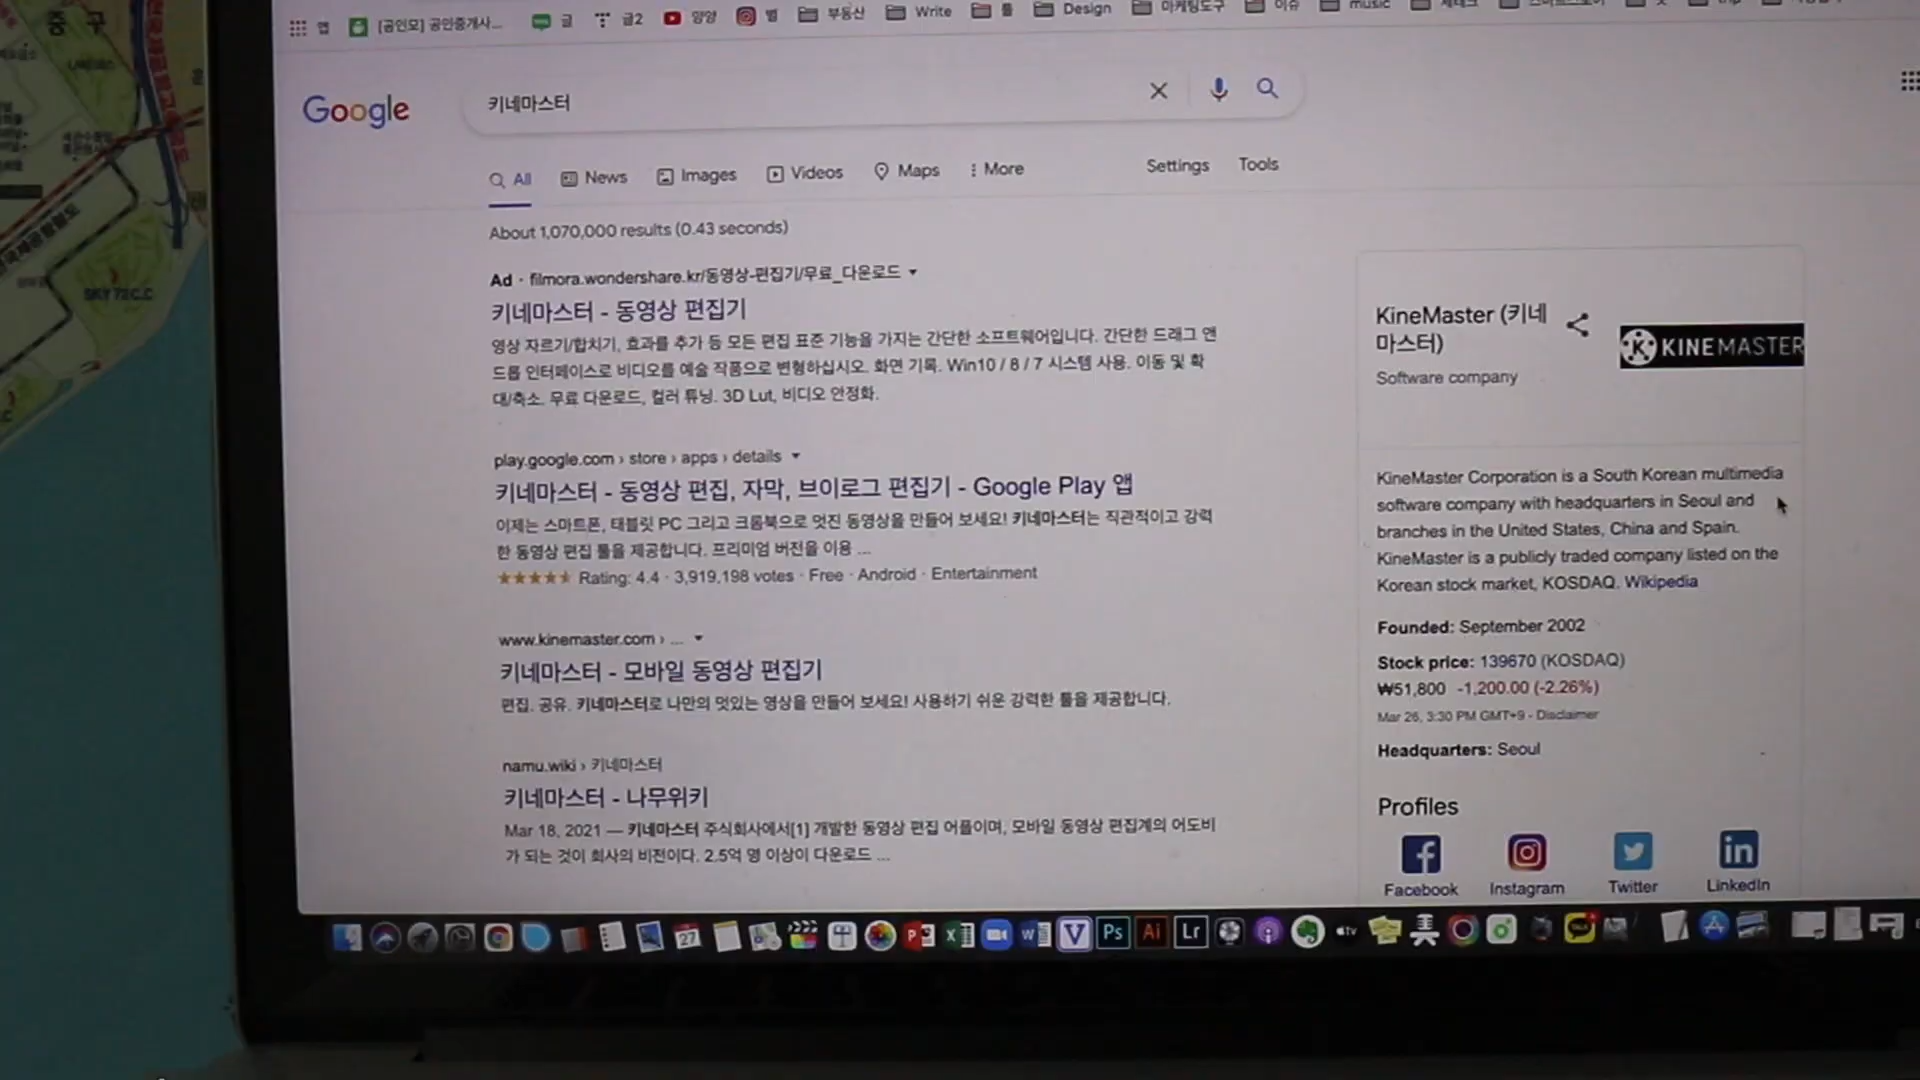 중구
앱
[공인모] 공인중개사...
글
글2
양양
별
부동산
Write
툴
Design
마케팅도구
이슈
music
Google
키네마스터
All
News
Images
Videos
Maps
More
Settings
Tools
About 1,070,000 results (0.43 seconds)
Ad · filmora.wondershare.kr/동영상-편집기/무료_다운로드
키네마스터 - 동영상 편집기
영상 자르기/합치기, 효과를 추가 등 모든 편집 표준 기능을 가지는 간단한 소프트웨어입니다. 간단한 드래그 앤
드롭 인터페이스로 비디오를 예술 작품으로 변형하십시오. 화면 기록. Win10 / 8 / 7 시스템 사용. 이동 및 확
대/축소. 무료 다운로드, 컬러 튜닝. 3D Lut, 비디오 안정화.
play.google.com › store › apps › details
키네마스터 - 동영상 편집, 자막, 브이로그 편집기 - Google Play 앱
이제는 스마트폰, 태블릿 PC 그리고 크롬북으로 멋진 동영상을 만들어 보세요! 키네마스터는 직관적이고 강력
한 동영상 편집 툴을 제공합니다. 프리미엄 버전을 이용 ...
Rating: 4.4 · 3,919,198 votes · Free · Android · Entertainment
www.kinemaster.com › ...
키네마스터 - 모바일 동영상 편집기
편집. 공유. 키네마스터로 나만의 멋있는 영상을 만들어 보세요! 사용하기 쉬운 강력한 툴을 제공합니다.
namu.wiki › 키네마스터
키네마스터 - 나무위키
Mar 18, 2021 — 키네마스터 주식회사에서[1] 개발한 동영상 편집 어플이며, 모바일 동영상 편집계의 어도비
가 되는 것이 회사의 비전이다. 2.5억 명 이상이 다운로드 ...
KineMaster (키네
마스터)
Software company
KINEMASTER
KineMaster Corporation is a South Korean multimedia
software company with headquarters in Seoul and
branches in the United States, China and Spain.
KineMaster is a publicly traded company listed on the
Korean stock market, KOSDAQ. Wikipedia
Founded: September 2002
Stock price: 139670 (KOSDAQ)
₩51,800 -1,200.00 (-2.26%)
Mar 26, 3:30 PM GMT+9 - Disclaimer
Headquarters: Seoul
Profiles
Facebook
Instagram
Twitter
LinkedIn
SKY 72 C.C
27
P
X
W
V
Ps
Ai
Lr
tv
TALK